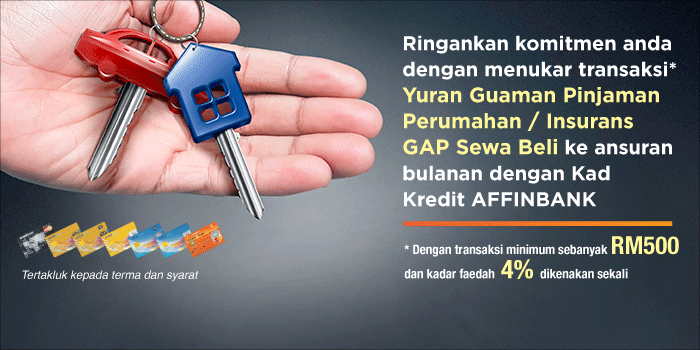 Ringankan komitmen anda
dengan menukar transaksi*
Yuran Guaman Pinjaman
Perumahan / Insurans
GAP Sewa Beli ke ansuran
bulanan dengan Kad
Kredit AFFINBANK
* Dengan transaksi minimum sebanyak RM500
dan kadar faedah 4% dikenakan sekali
Tertakluk kepada terma dan syarat